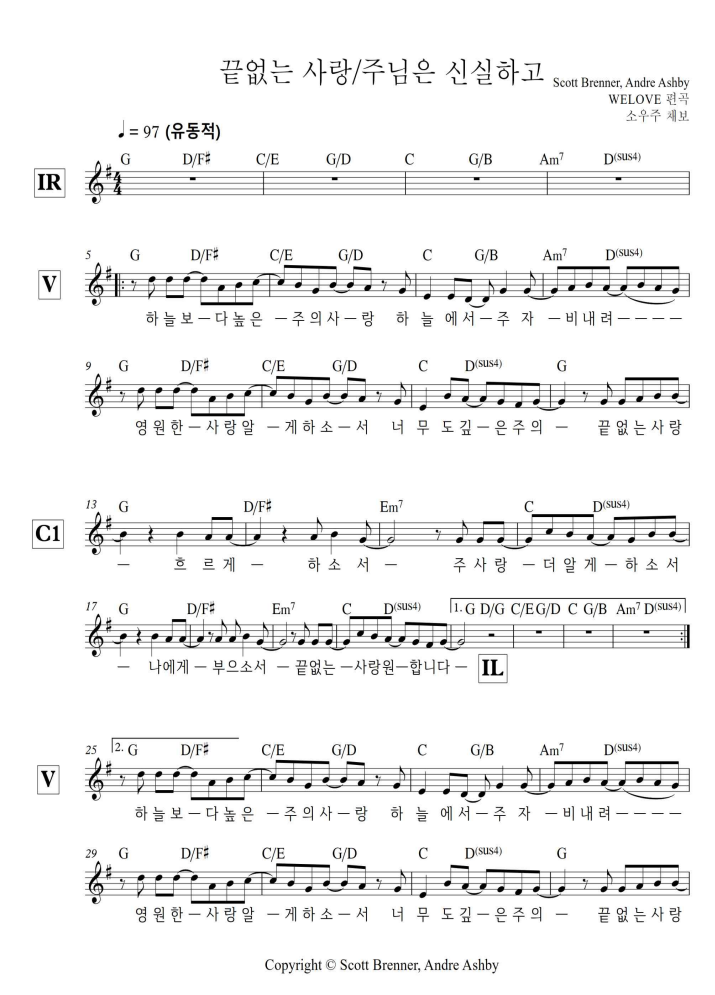 끝없는 사랑/주님은 신실하고
Scott Brenner, Andre Ashby
WELOVE 편곡
소우주 채보
♩= 97 (유동적)
IR
G D/F# C/E G/D C G/B Am7 D(sus4)
4/4
5 G D/F# C/E G/D C G/B Am7 D(sus4)
V
하늘보－다높은－주의사－랑 하 늘 에서－주 자 －비내려－－－－
9 G D/F# C/E G/D C D(sus4) G
영원한－사랑알 －게하소－서 너 무 도깊－은주의 － 끝없는사랑
13 G D/F# Em7 C D(sus4)
C1
－ 흐 르게 － 하소 서－ 주사랑 －더알게－하소서
17 G D/F# Em7 C D(sus4) 1. G D/G C/E G/D C G/B Am7 D(sus4)
－ 나에게 － 부으소서 －끝없는－사랑원－합니다－
IL
25 2. G D/F# C/E G/D C G/B Am7 D(sus4)
V
하늘보－다높은－주의사－랑 하 늘 에서－주 자 －비내려－－－－
29 G D/F# C/E G/D C D(sus4) G
영원한－사랑알 －게하소－서 너 무 도깊－은주의 － 끝없는사랑
Copyright © Scott Brenner, Andre Ashby